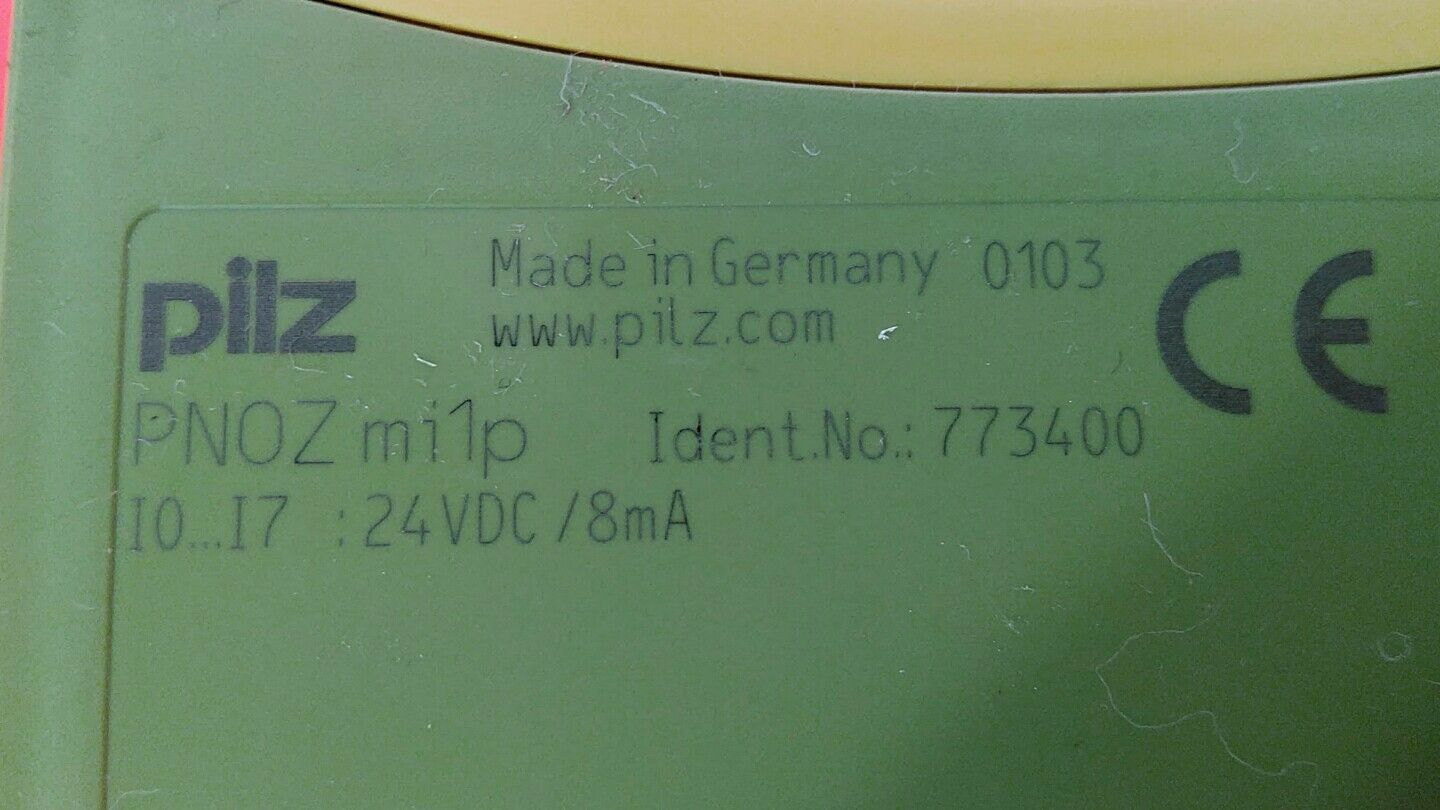 pilz
Made in Germany 0103
www.pilz.com
CE
PNOZ mi1p Ident.No.: 773400
I0...I7 : 24VDC /8mA